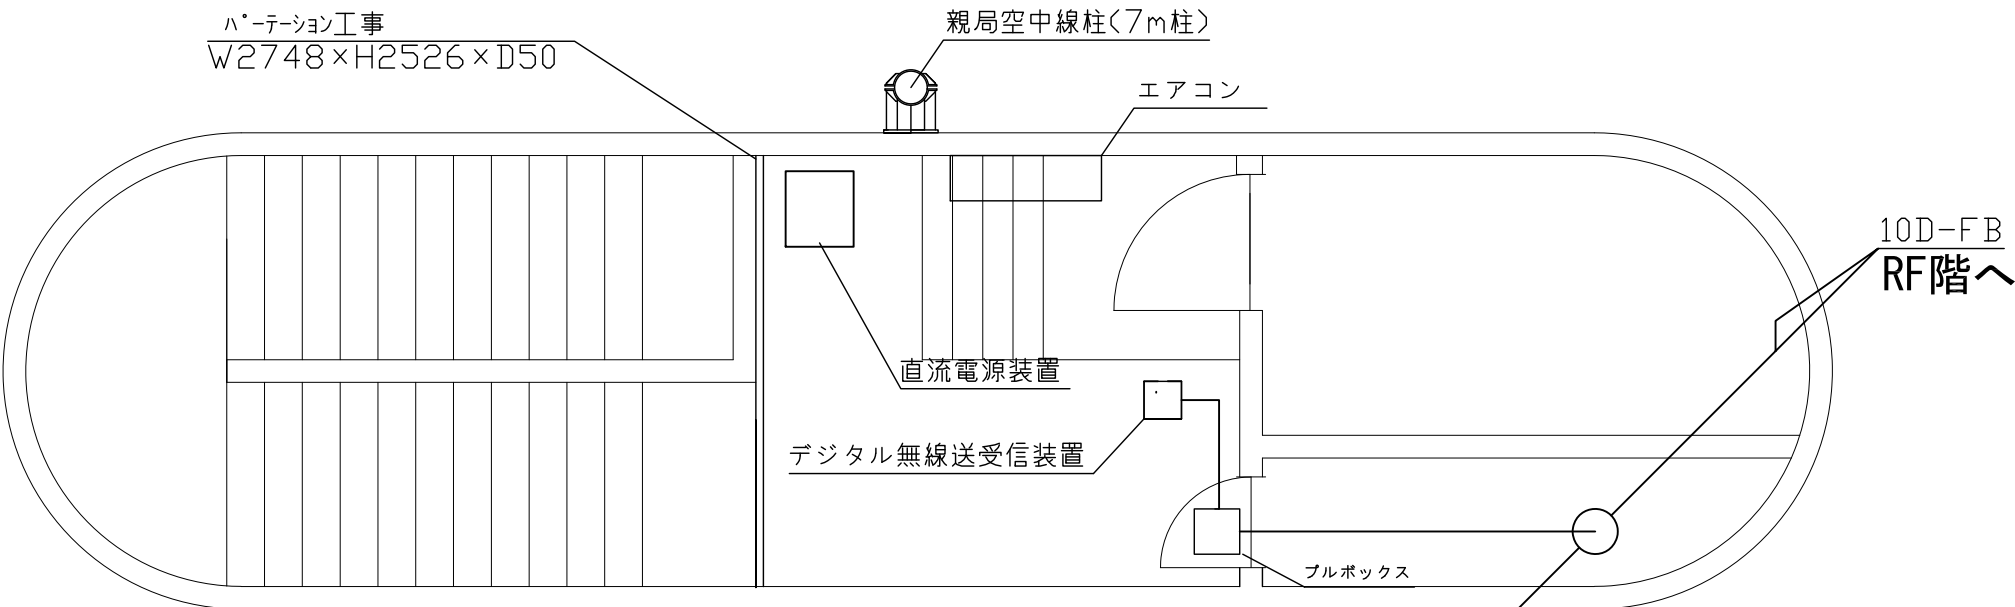 パーテーション工事
W2748×H2526×D50
親局空中線柱(7m柱)
エアコン
10D-FB
RF階へ
直流電源装置
デジタル無線送受信装置
プルボックス